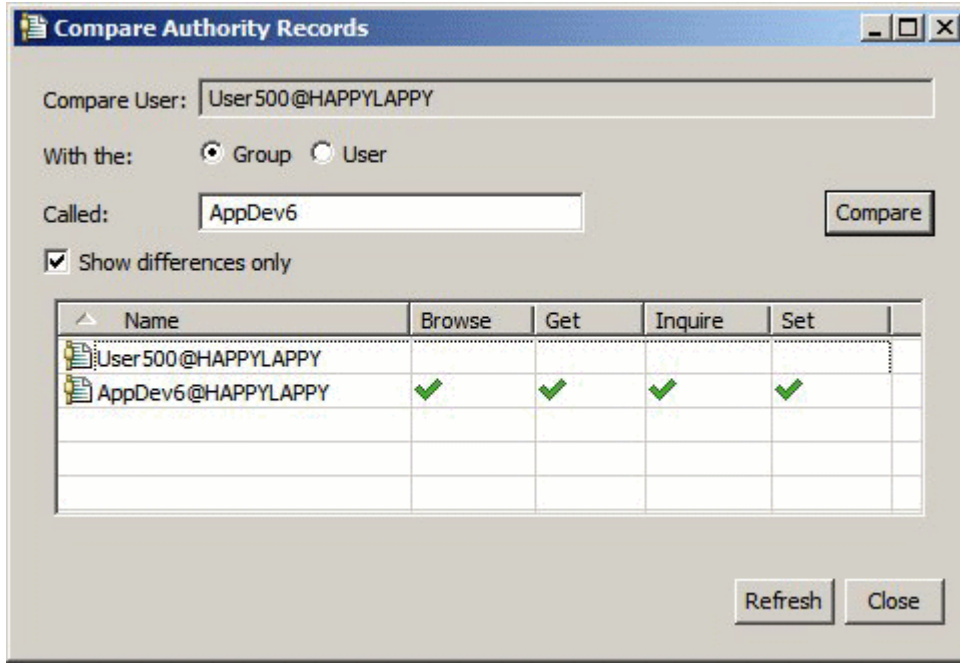 Compare Authority Records
Compare User: User500@HAPPYLAPPY
With the: Group User
Called: AppDev6 Compare
Show differences only
Name Browse Get Inquire Set
User500@HAPPYLAPPY
AppDev6@HAPPYLAPPY
Refresh Close